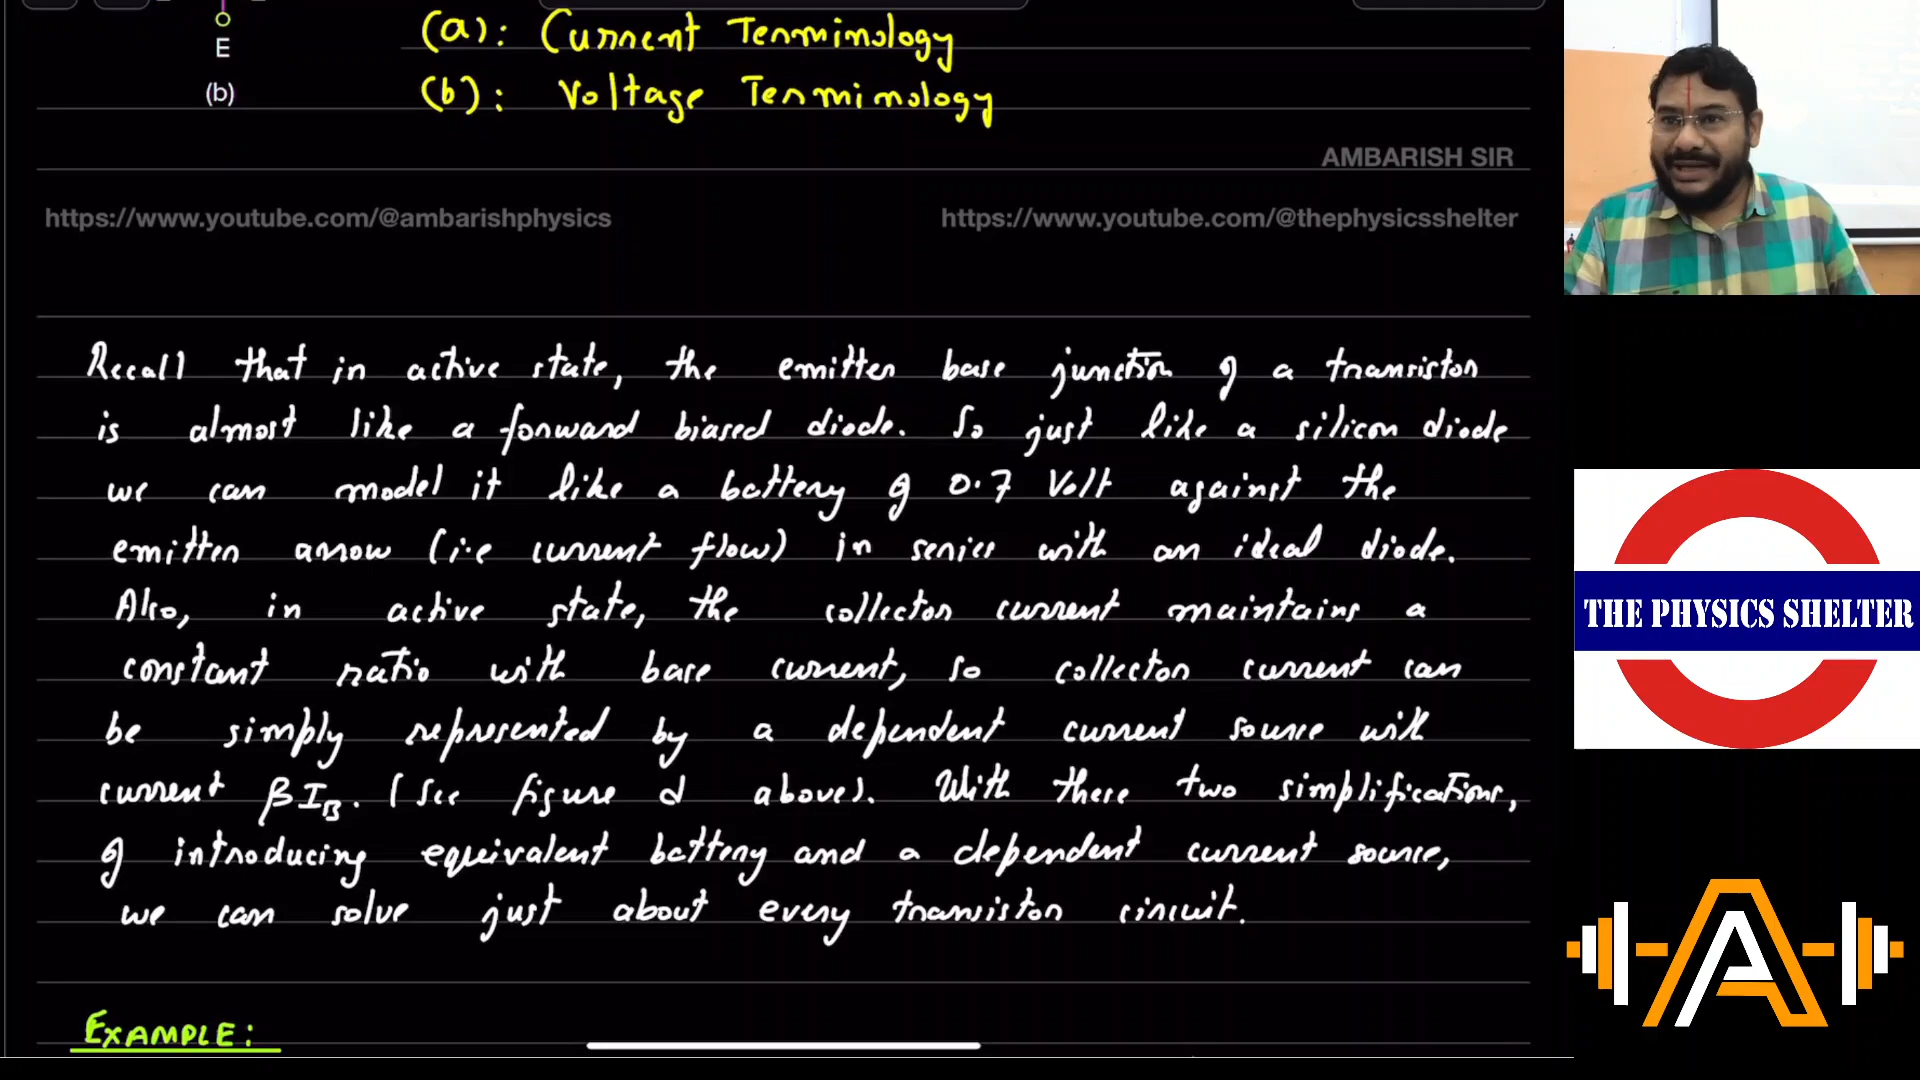 (a): Current Terminology
E
(b) (b): Voltage Terminology
AMBARISH SIR
https://www.youtube.com/@ambarishphysics https://www.youtube.com/@thephysicsshelter
Recall that in active state, the emitter base junction of a transistor
is almost like a forward biased diode. So just like a silicon diode
we can model it like a battery of 0.7 Volt against the
emitter arrow (i.e current flow) in series with an ideal diode.
Also, in active state, the collector current maintains a
constant ratio with base current, so collector current can
be simply represented by a dependent current source with
current βI_B. (See figure d above). With these two simplifications,
of introducing equivalent battery and a dependent current source,
we can solve just about every transistor circuit.
EXAMPLE:
THE PHYSICS SHELTER
A